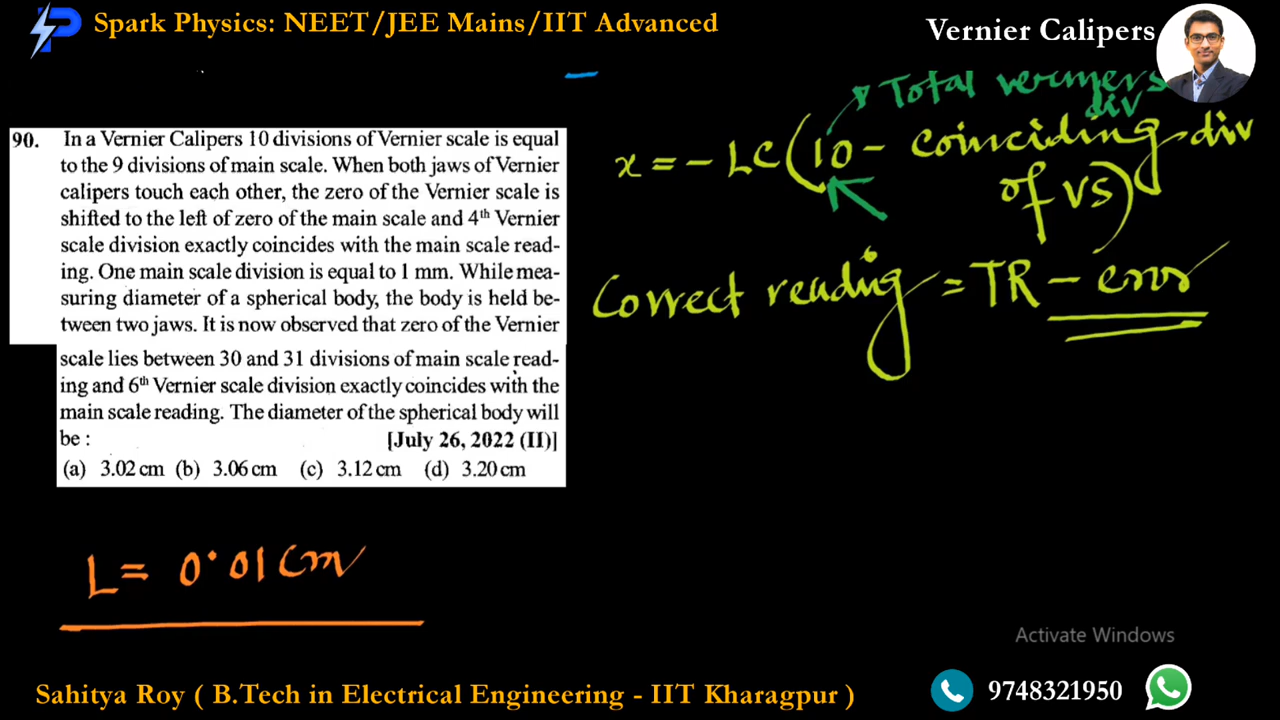 Spark Physics: NEET/JEE Mains/IIT Advanced
Vernier Calipers
90. In a Vernier Calipers 10 divisions of Vernier scale is equal
to the 9 divisions of main scale. When both jaws of Vernier
calipers touch each other, the zero of the Vernier scale is
shifted to the left of zero of the main scale and 4th Vernier
scale division exactly coincides with the main scale read-
ing. One main scale division is equal to 1 mm. While mea-
suring diameter of a spherical body, the body is held be-
tween two jaws. It is now observed that zero of the Vernier
scale lies between 30 and 31 divisions of main scale read-
ing and 6th Vernier scale division exactly coincides with the
main scale reading. The diameter of the spherical body will
be : [July 26, 2022 (II)]
(a) 3.02 cm (b) 3.06 cm (c) 3.12 cm (d) 3.20 cm
Total
div
x = - LC (10 - coinciding div
of VS)
Correct reading = TR - error
L = 0.01 cm
Activate Windows
Sahitya Roy ( B.Tech in Electrical Engineering - IIT Kharagpur )
9748321950